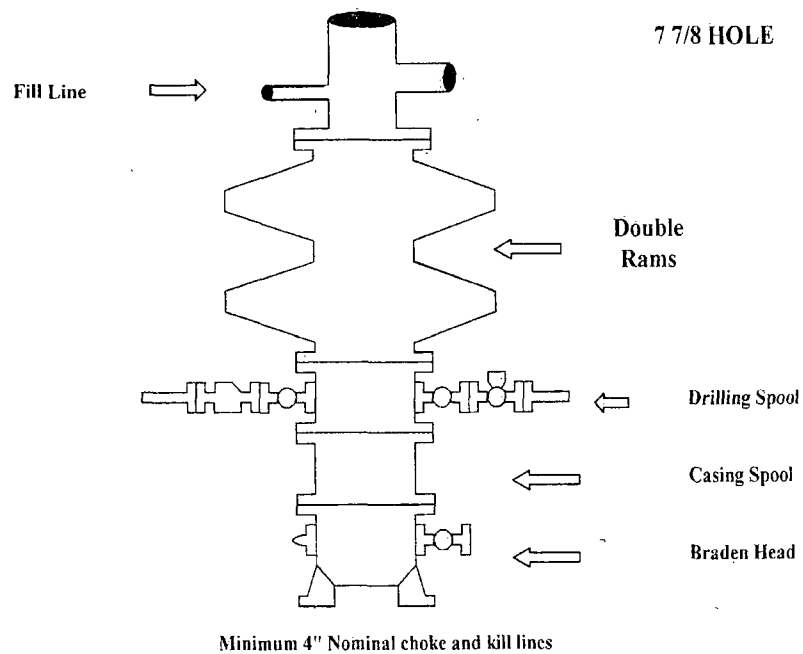 7 7/8 HOLE
Fill Line
Double
Rams
Drilling Spool
Casing Spool
Braden Head
Minimum 4" Nominal choke and kill lines